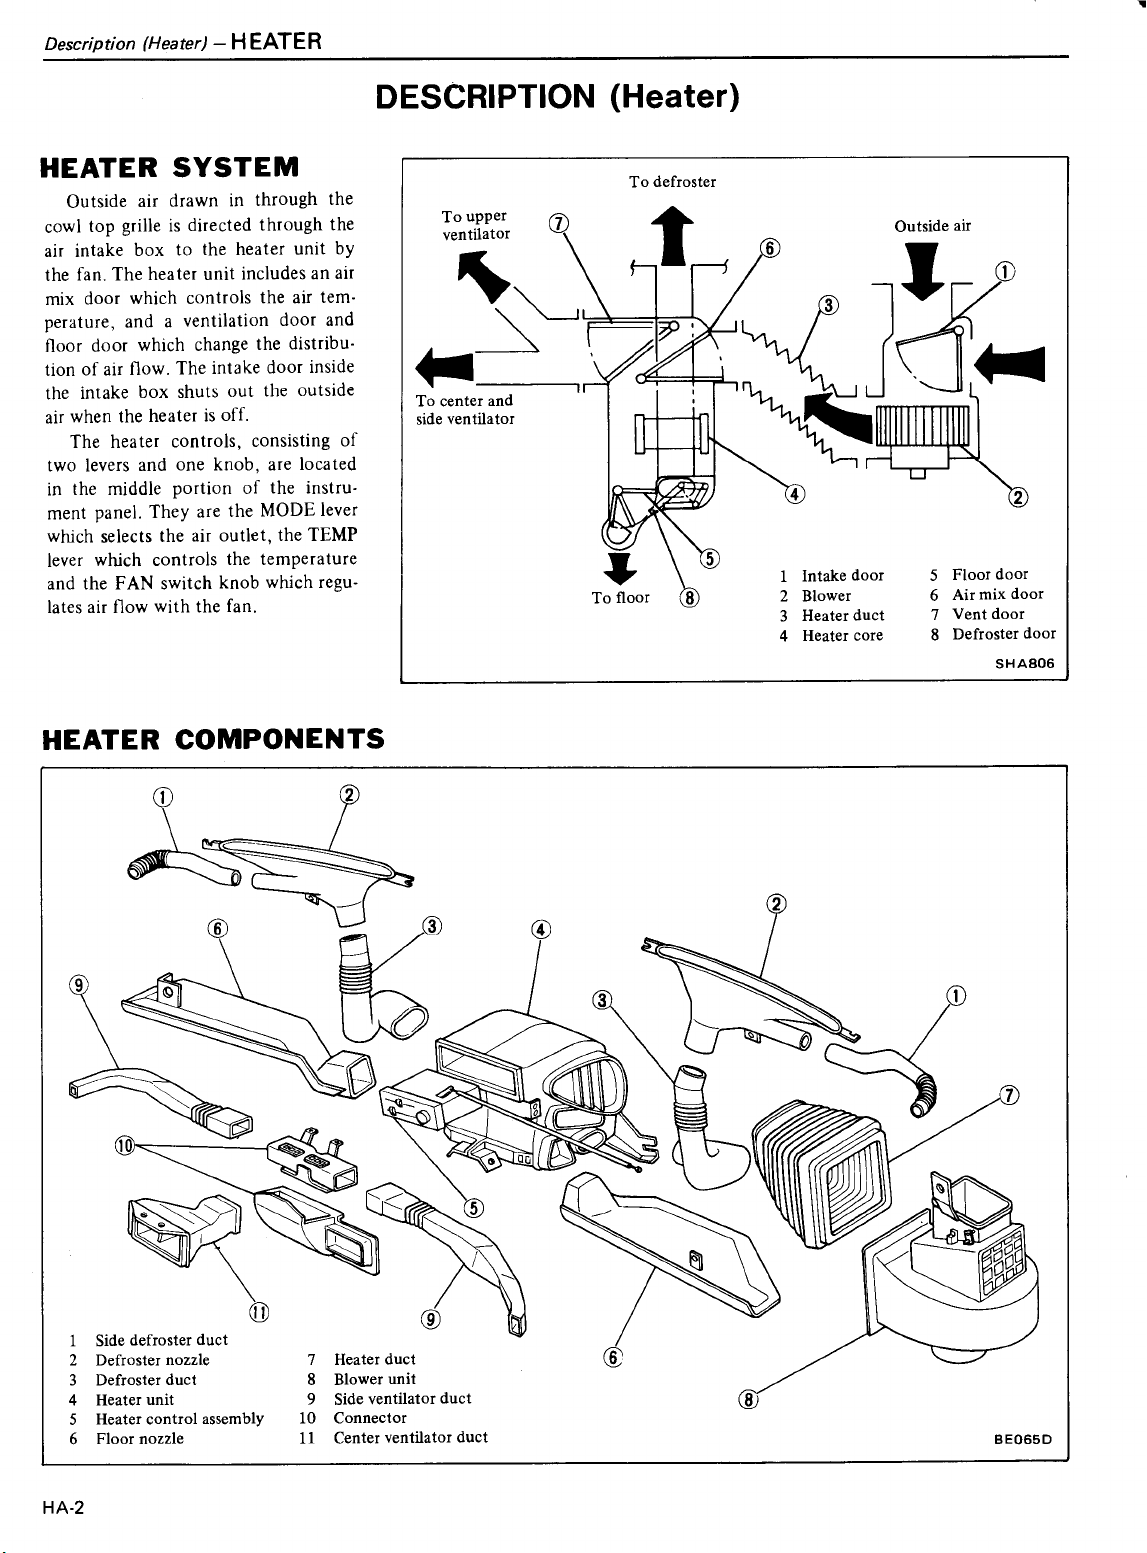 Description (Heater) – HEATER
DESCRIPTION (Heater)
HEATER SYSTEM
Outside air drawn in through the
cowl top grille is directed through the
air intake box to the heater unit by
the fan. The heater unit includes an air
mix door which controls the air tem-
perature, and a ventilation door and
floor door which change the distribu-
tion of air flow. The intake door inside
the intake box shuts out the outside
air when the heater is off.
The heater controls, consisting of
two levers and one knob, are located
in the middle portion of the instru-
ment panel. They are the MODE lever
which selects the air outlet, the TEMP
lever which controls the temperature
and the FAN switch knob which regu-
lates air flow with the fan.
To defroster
To upper
ventilator
7
6
Outside air
1
3
To center and
side ventilator
4
2
5
To floor
8
1 Intake door
2 Blower
3 Heater duct
4 Heater core
5 Floor door
6 Air mix door
7 Vent door
8 Defroster door
SHA806
HEATER COMPONENTS
1
2
6
3
4
2
9
3
1
7
10
5
11
9
6
8
1 Side defroster duct
2 Defroster nozzle
3 Defroster duct
4 Heater unit
5 Heater control assembly
6 Floor nozzle
7 Heater duct
8 Blower unit
9 Side ventilator duct
10 Connector
11 Center ventilator duct
BE065D
HA-2